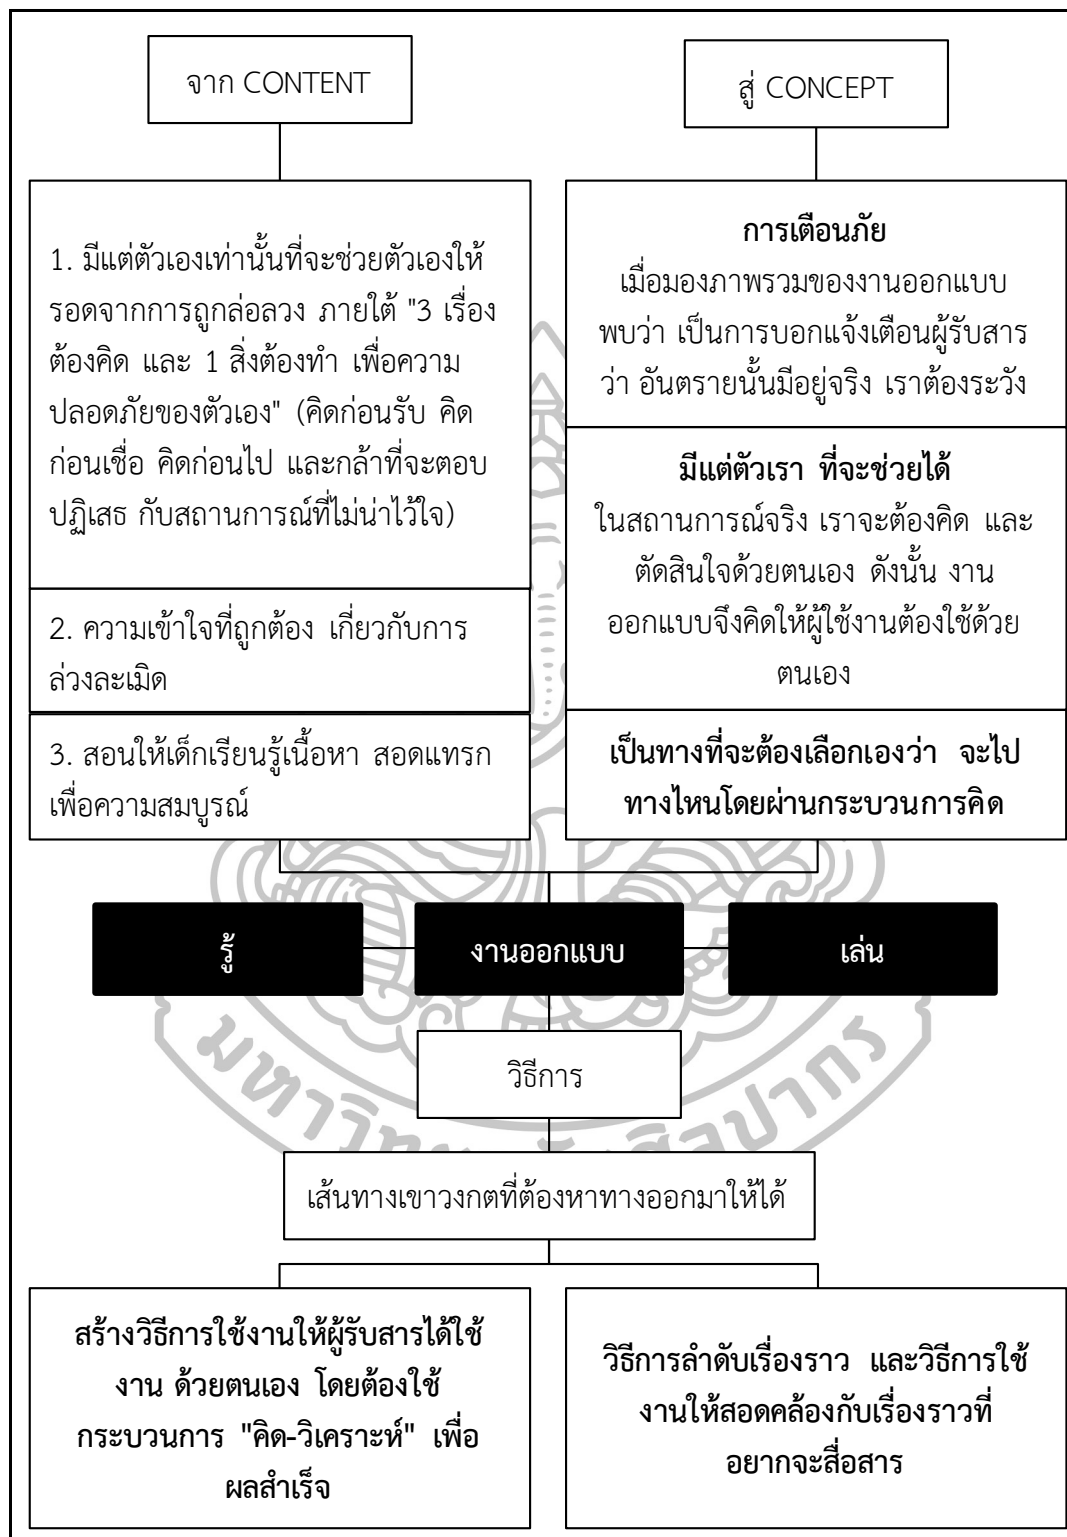 จาก CONTENT
สู่ CONCEPT
1. มีแต่ตัวเองเท่านั้นที่จะช่วยตัวเองให้
รอดจากการถูกล่อลวง ภายใต้ "3 เรื่อง
ต้องคิด และ 1 สิ่งต้องทำ เพื่อความ
ปลอดภัยของตัวเอง" (คิดก่อนรับ คิด
ก่อนเชื่อ คิดก่อนไป และกล้าที่จะตอบ
ปฏิเสธ กับสถานการณ์ที่ไม่น่าไว้ใจ)
2. ความเข้าใจที่ถูกต้อง เกี่ยวกับการ
ล่วงละเมิด
3. สอนให้เด็กเรียนรู้เนื้อหา สอดแทรก
เพื่อความสมบูรณ์
การเตือนภัย
เมื่อมองภาพรวมของงานออกแบบ
พบว่า เป็นการบอกแจ้งเตือนผู้รับสาร
ว่า อันตรายนั้นมีอยู่จริง เราต้องระวัง
มีแต่ตัวเรา ที่จะช่วยได้
ในสถานการณ์จริง เราจะต้องคิด และ
ตัดสินใจด้วยตนเอง ดังนั้น งาน
ออกแบบจึงคิดให้ผู้ใช้งานต้องใช้ด้วย
ตนเอง
เป็นทางที่จะต้องเลือกเองว่า จะไป
ทางไหนโดยผ่านกระบวนการคิด
รู้
งานออกแบบ
เล่น
วิธีการ
เส้นทางเขาวงกตที่ต้องหาทางออกมาให้ได้
สร้างวิธีการใช้งานให้ผู้รับสารได้ใช้
งาน ด้วยตนเอง โดยต้องใช้
กระบวนการ "คิด-วิเคราะห์" เพื่อ
ผลสำเร็จ
วิธีการลำดับเรื่องราว และวิธีการใช้
งานให้สอดคล้องกับเรื่องราวที่
อยากจะสื่อสาร